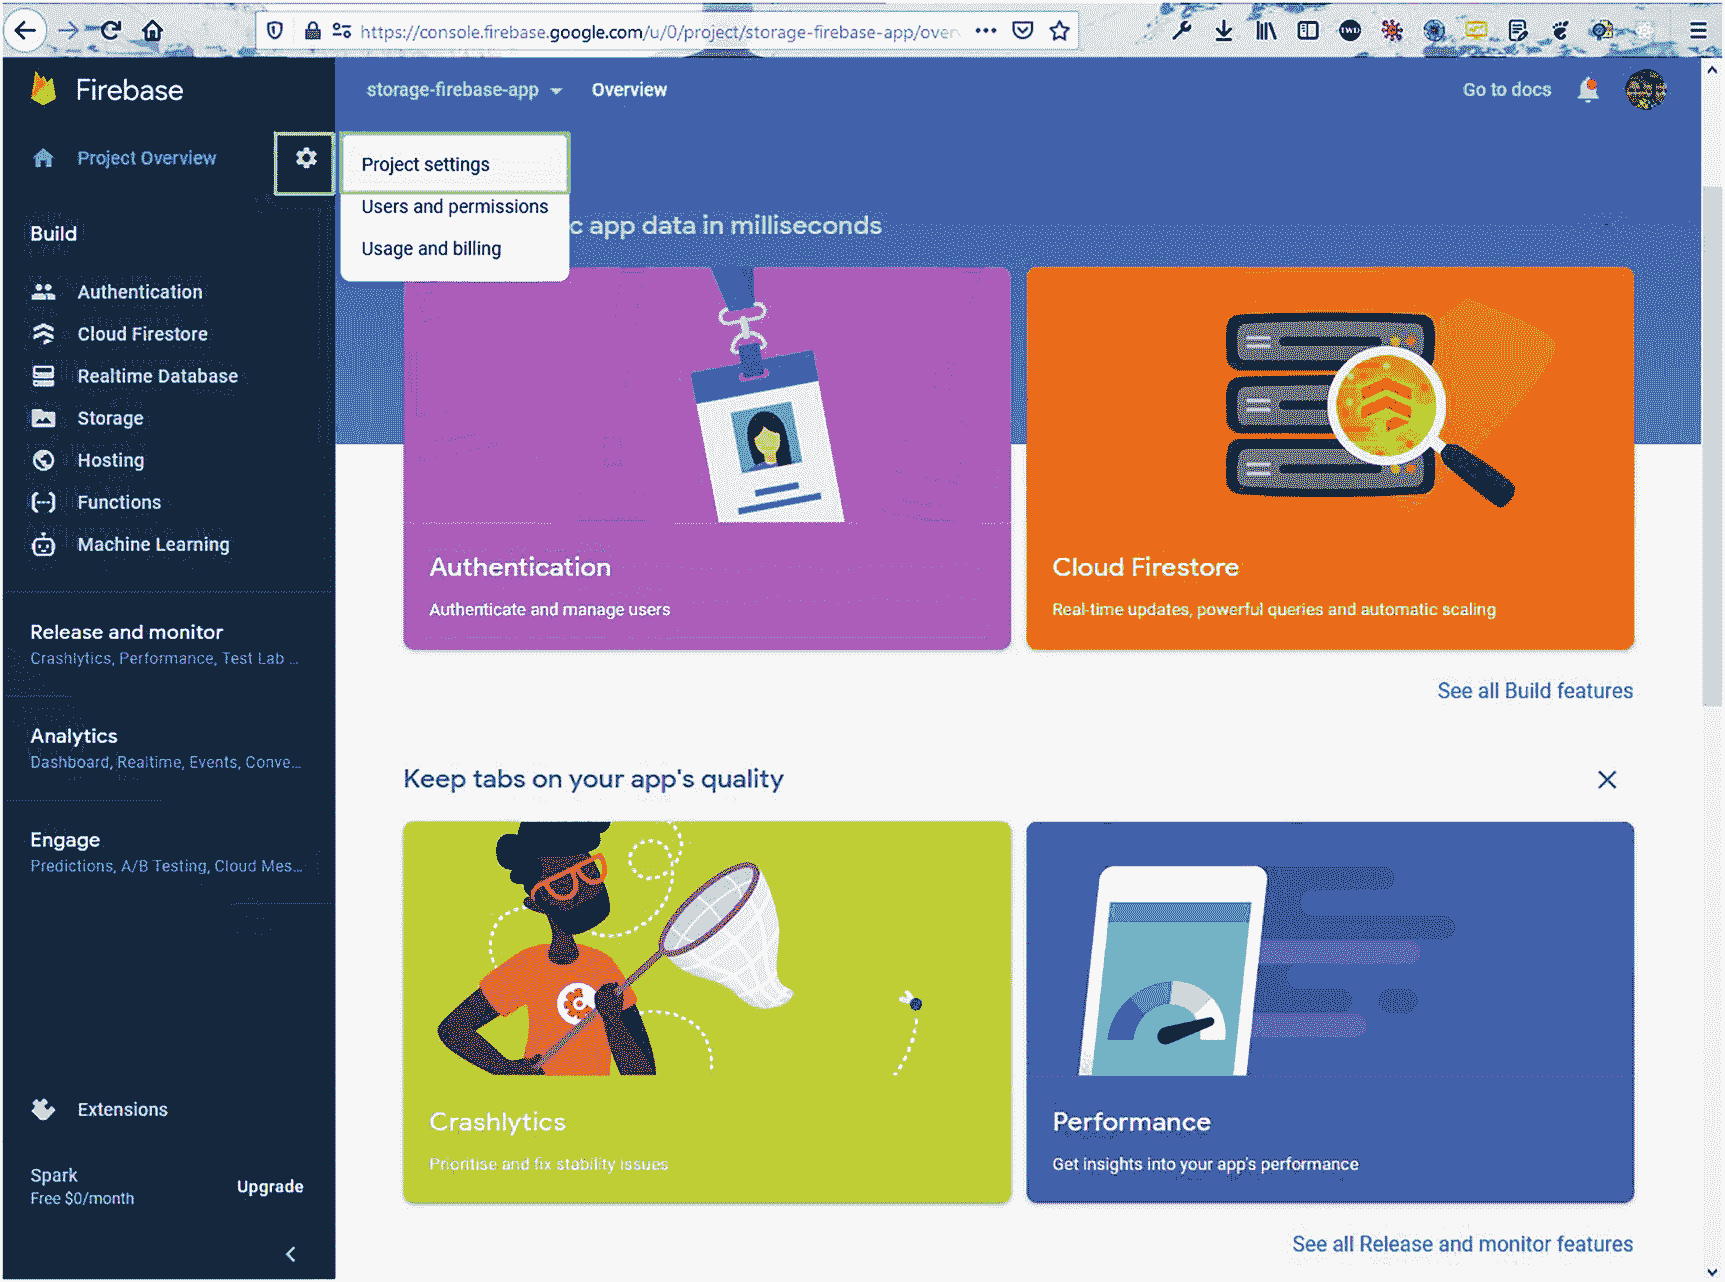 https://console.firebase.google.com/u/0/project/storage-firebase-app/over
Firebase
storage-firebase-app
Overview
Go to docs
Project Overview
Project settings
Users and permissions
Usage and billing
c app data in milliseconds
Build
Authentication
Cloud Firestore
Realtime Database
Storage
Hosting
Functions
Machine Learning
Release and monitor
Crashlytics, Performance, Test Lab ...
Analytics
Dashboard, Realtime, Events, Conve...
Engage
Predictions, A/B Testing, Cloud Mes...
Extensions
Spark
Free $0/month
Upgrade
Authentication
Authenticate and manage users
Cloud Firestore
Real-time updates, powerful queries and automatic scaling
See all Build features
Keep tabs on your app's quality
Crashlytics
Prioritise and fix stability issues
Performance
Get insights into your app's performance
See all Release and monitor features